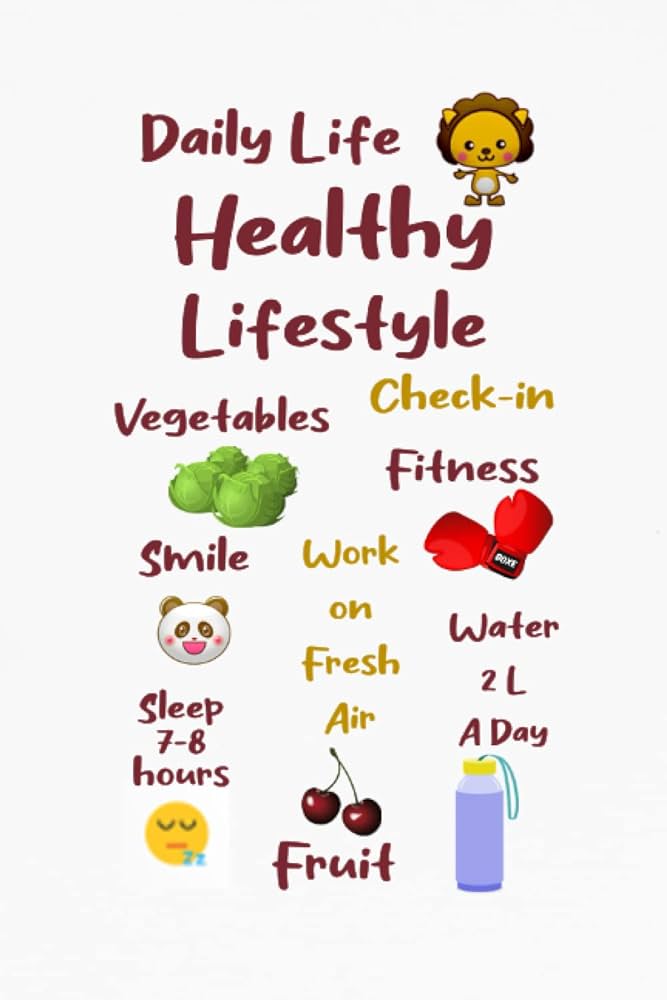 Daily Life
Healthy
Lifestyle
Check-in
Vegetables
Fitness
BOXE
Smile
Work
on
Fresh
Air
Water
2 L
A Day
Sleep
7-8
hours
zz
Fruit